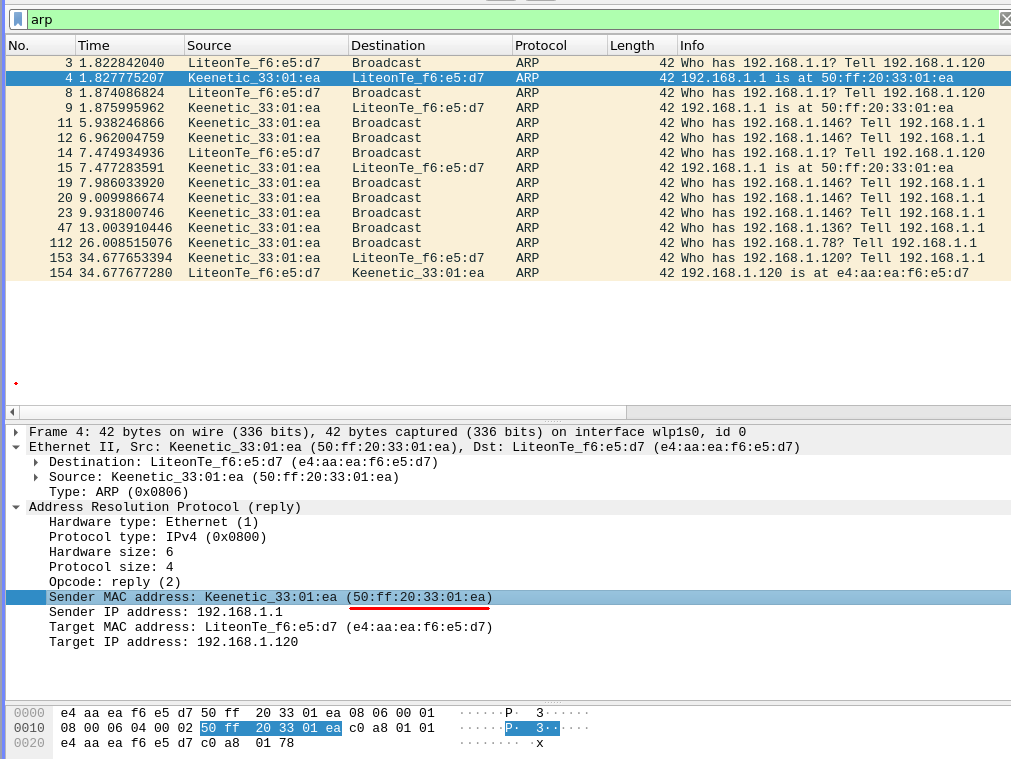 arp
No. Time Source Destination Protocol Length Info
3 1.822842040 LiteonTe_f6:e5:d7 Broadcast ARP 42 Who has 192.168.1.1? Tell 192.168.1.120
4 1.827775207 Keenetic_33:01:ea LiteonTe_f6:e5:d7 ARP 42 192.168.1.1 is at 50:ff:20:33:01:ea
8 1.874086824 LiteonTe_f6:e5:d7 Broadcast ARP 42 Who has 192.168.1.1? Tell 192.168.1.120
9 1.875995962 Keenetic_33:01:ea LiteonTe_f6:e5:d7 ARP 42 192.168.1.1 is at 50:ff:20:33:01:ea
11 5.938246866 Keenetic_33:01:ea Broadcast ARP 42 Who has 192.168.1.146? Tell 192.168.1.1
12 6.962004759 Keenetic_33:01:ea Broadcast ARP 42 Who has 192.168.1.146? Tell 192.168.1.1
14 7.474934936 LiteonTe_f6:e5:d7 Broadcast ARP 42 Who has 192.168.1.1? Tell 192.168.1.120
15 7.477283591 Keenetic_33:01:ea LiteonTe_f6:e5:d7 ARP 42 192.168.1.1 is at 50:ff:20:33:01:ea
19 7.986033920 Keenetic_33:01:ea Broadcast ARP 42 Who has 192.168.1.146? Tell 192.168.1.1
20 9.009986674 Keenetic_33:01:ea Broadcast ARP 42 Who has 192.168.1.146? Tell 192.168.1.1
23 9.931800746 Keenetic_33:01:ea Broadcast ARP 42 Who has 192.168.1.146? Tell 192.168.1.1
47 13.003910446 Keenetic_33:01:ea Broadcast ARP 42 Who has 192.168.1.136? Tell 192.168.1.1
112 26.008515076 Keenetic_33:01:ea Broadcast ARP 42 Who has 192.168.1.78? Tell 192.168.1.1
153 34.677653394 Keenetic_33:01:ea LiteonTe_f6:e5:d7 ARP 42 Who has 192.168.1.120? Tell 192.168.1.1
154 34.677677280 LiteonTe_f6:e5:d7 Keenetic_33:01:ea ARP 42 192.168.1.120 is at e4:aa:ea:f6:e5:d7
Frame 4: 42 bytes on wire (336 bits), 42 bytes captured (336 bits) on interface wlp1s0, id 0
Ethernet II, Src: Keenetic_33:01:ea (50:ff:20:33:01:ea), Dst: LiteonTe_f6:e5:d7 (e4:aa:ea:f6:e5:d7)
Destination: LiteonTe_f6:e5:d7 (e4:aa:ea:f6:e5:d7)
Source: Keenetic_33:01:ea (50:ff:20:33:01:ea)
Type: ARP (0x0806)
Address Resolution Protocol (reply)
Hardware type: Ethernet (1)
Protocol type: IPv4 (0x0800)
Hardware size: 6
Protocol size: 4
Opcode: reply (2)
Sender MAC address: Keenetic_33:01:ea (50:ff:20:33:01:ea)
Sender IP address: 192.168.1.1
Target MAC address: LiteonTe_f6:e5:d7 (e4:aa:ea:f6:e5:d7)
Target IP address: 192.168.1.120
0000 e4 aa ea f6 e5 d7 50 ff 20 33 01 ea 08 06 00 01 ······P· 3······
0010 08 00 06 04 00 02 50 ff 20 33 01 ea c0 a8 01 01 ······P· 3······
0020 e4 aa ea f6 e5 d7 c0 a8 01 78 ········ ·x